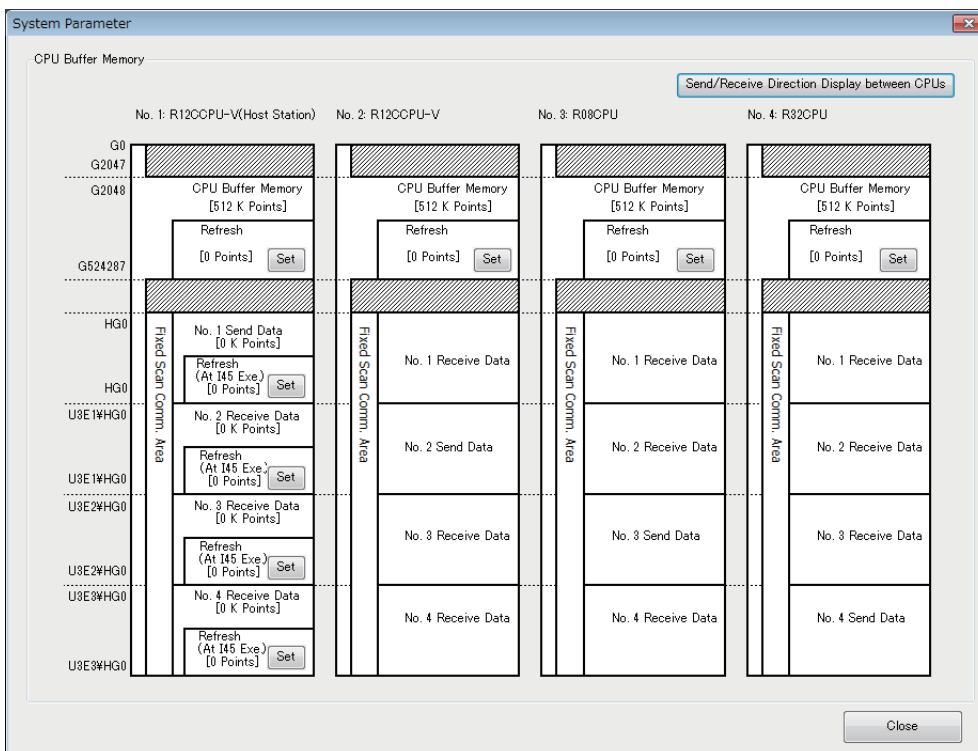 System Parameter
CPU Buffer Memory
Send/Receive Direction Display between CPUs
No. 1: R12CCPU-V(Host Station)
No. 2: R12CCPU-V
No. 3: R08CPU
No. 4: R32CPU
G0
G2047
G2048
G524287
HG0
HG0
U3E1¥HG0
U3E1¥HG0
U3E2¥HG0
U3E2¥HG0
U3E3¥HG0
U3E3¥HG0
CPU Buffer Memory
[512 K Points]
Refresh
[0 Points]
Set
Fixed Scan Comm. Area
No. 1 Send Data
[0 K Points]
Refresh
(At I45 Exe.)
[0 Points]
Set
No. 2 Receive Data
[0 K Points]
Refresh
(At I45 Exe.)
[0 Points]
Set
No. 3 Receive Data
[0 K Points]
Refresh
(At I45 Exe.)
[0 Points]
Set
No. 4 Receive Data
[0 K Points]
Refresh
(At I45 Exe.)
[0 Points]
Set
CPU Buffer Memory
[512 K Points]
Refresh
[0 Points]
Set
Fixed Scan Comm. Area
No. 1 Receive Data
No. 2 Send Data
No. 3 Receive Data
No. 4 Receive Data
CPU Buffer Memory
[512 K Points]
Refresh
[0 Points]
Set
Fixed Scan Comm. Area
No. 1 Receive Data
No. 2 Receive Data
No. 3 Send Data
No. 4 Receive Data
CPU Buffer Memory
[512 K Points]
Refresh
[0 Points]
Set
Fixed Scan Comm. Area
No. 1 Receive Data
No. 2 Receive Data
No. 3 Receive Data
No. 4 Send Data
Close